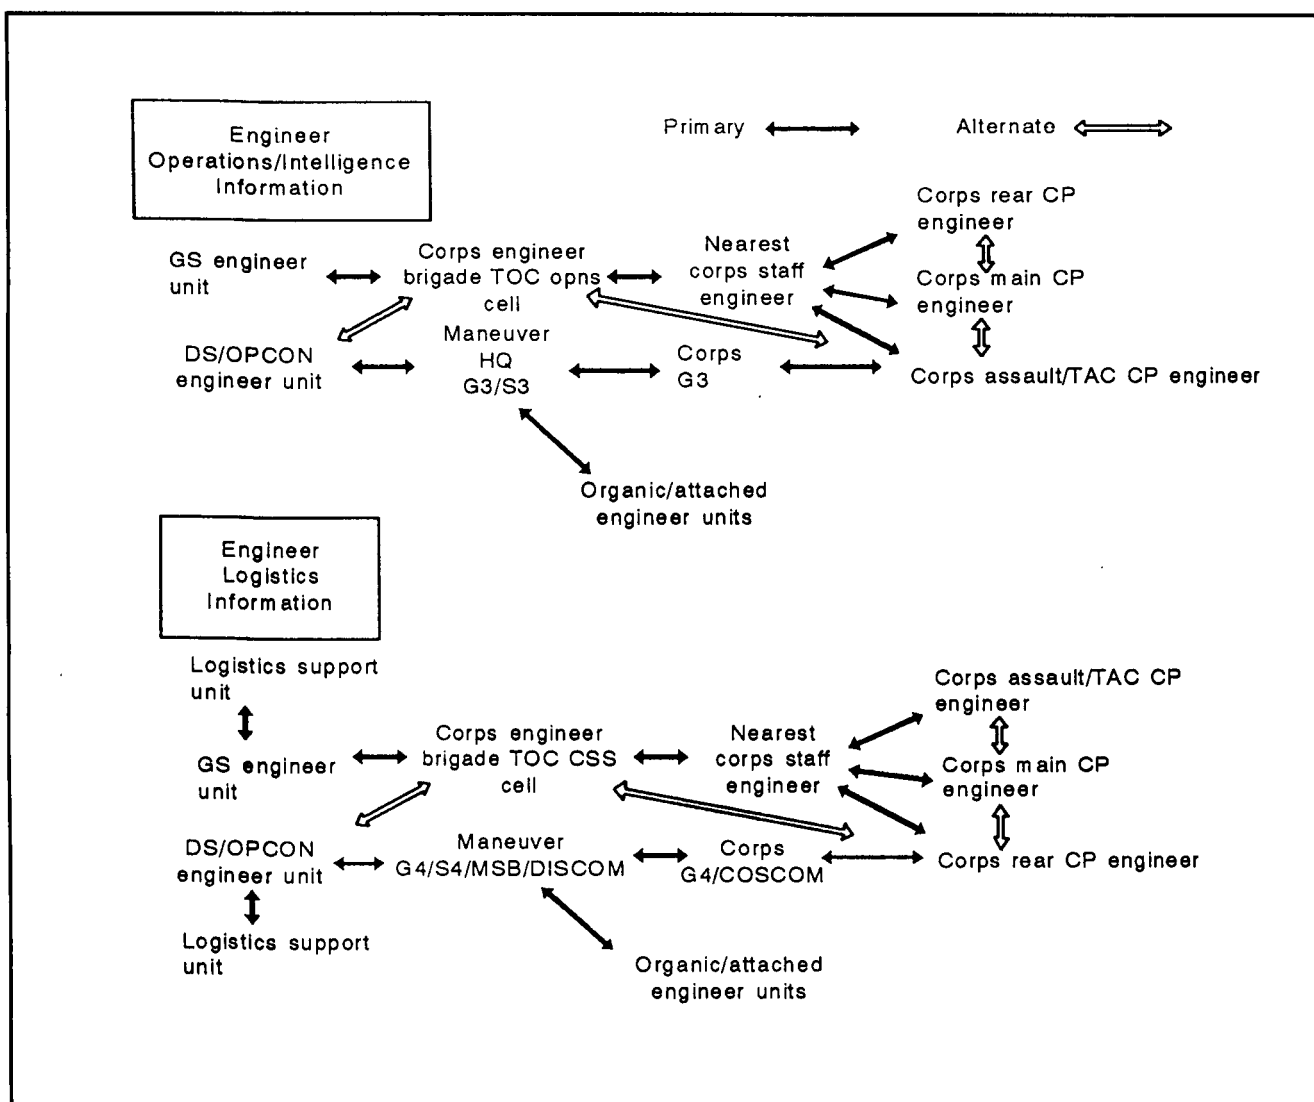 Engineer
Operations/Intelligence
Information
Primary
Alternate
Corps rear CP
engineer
GS engineer
unit
Corps engineer
brigade TOC opns
cell
Nearest
corps staff
engineer
Corps main CP
engineer
DS/OPCON
engineer unit
Maneuver
HQ
G3/S3
Corps
G3
Corps assault/TAC CP engineer
Organic/attached
engineer units
Engineer
Logistics
Information
Logistics support
unit
Corps assault/TAC CP
engineer
GS engineer
unit
Corps engineer
brigade TOC CSS
cell
Nearest
corps staff
engineer
Corps main CP
engineer
DS/OPCON
engineer unit
Maneuver
G4/S4/MSB/DISCOM
Corps
G4/COSCOM
Corps rear CP engineer
Logistics support
unit
Organic/attached
engineer units